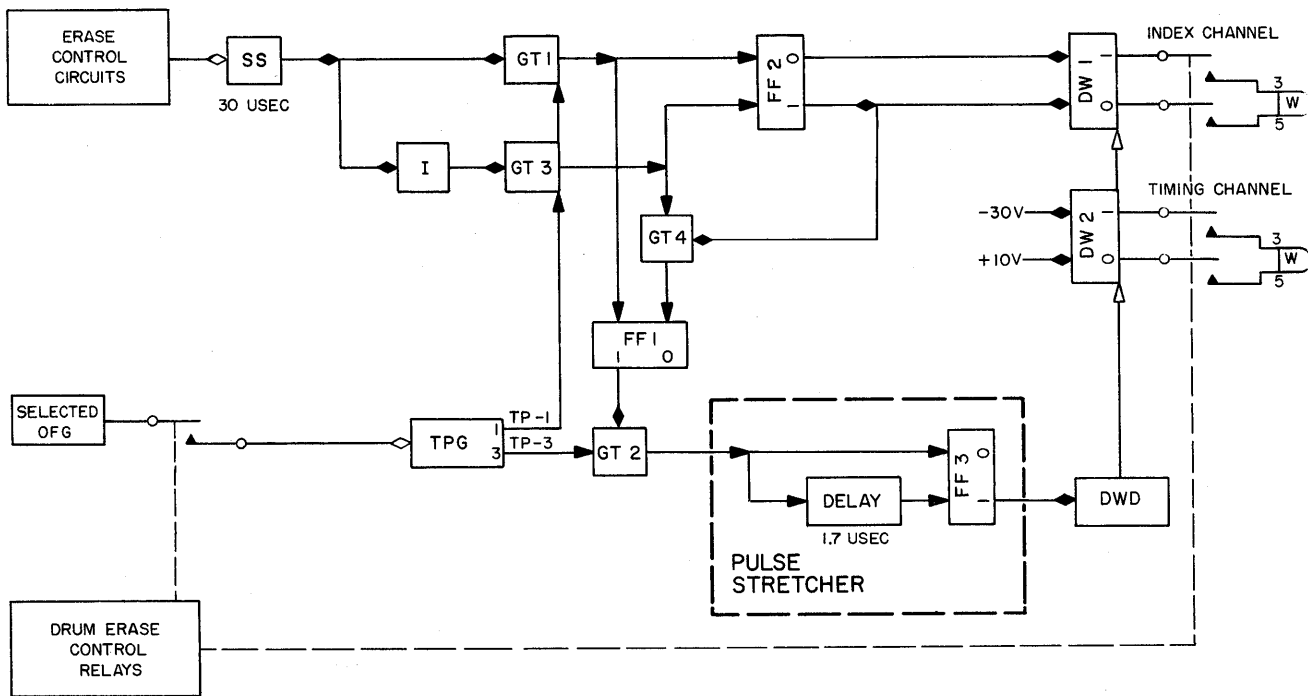 ERASE
CONTROL
CIRCUITS
SS
30 USEC
GT 1
FF 2
0
1
DW 1
1
0
INDEX CHANNEL
3
W
5
I
GT 3
GT 4
TIMING CHANNEL
-30V
+10V
DW 2
1
0
3
W
5
FF 1
1
0
SELECTED
OFG
TPG
1
3
TP-1
TP-3
GT 2
DELAY
1.7 USEC
FF 3
0
1
DWD
PULSE
STRETCHER
DRUM ERASE
CONTROL
RELAYS